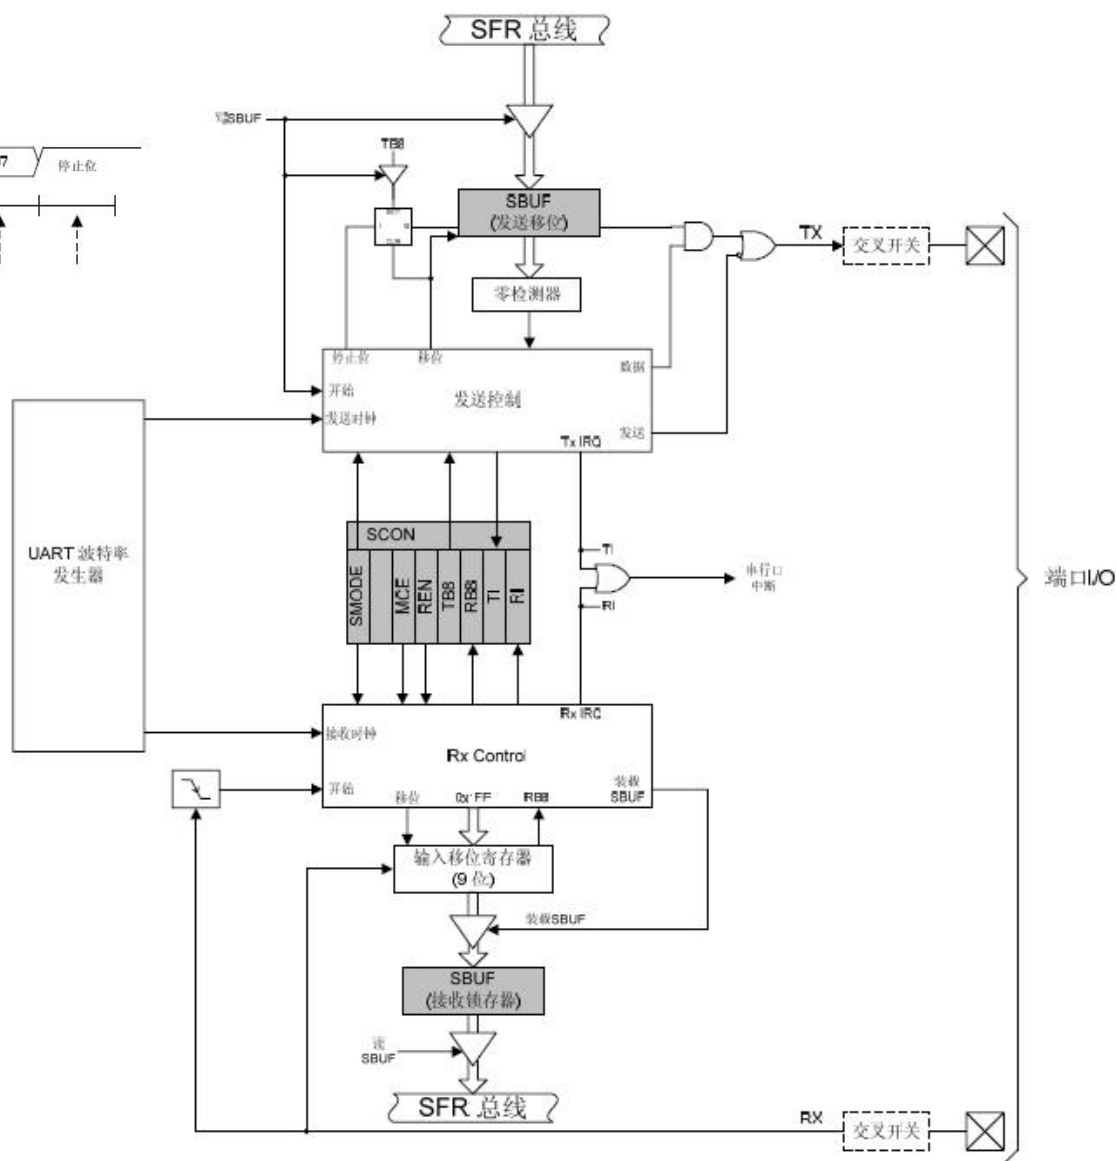 SFR 总线
写SBUF
TB8
停止位
SBUF
(发送移位)
TX
交叉开关
零检测器
停止位
移位
数据
开始
发送控制
发送时钟
发送
Tx IRQ
SCON
UART 波特率
发生器
SMODE
MCE
REN
TB8
RB8
TI
RI
TI
串行口
中断
RI
端口I/O
Rx IRQ
接收时钟
Rx Control
开始
装载
SBUF
移位
0x1FF
RB8
输入移位寄存器
(9 位)
装载SBUF
SBUF
(接收锁存器)
读
SBUF
SFR 总线
RX
交叉开关